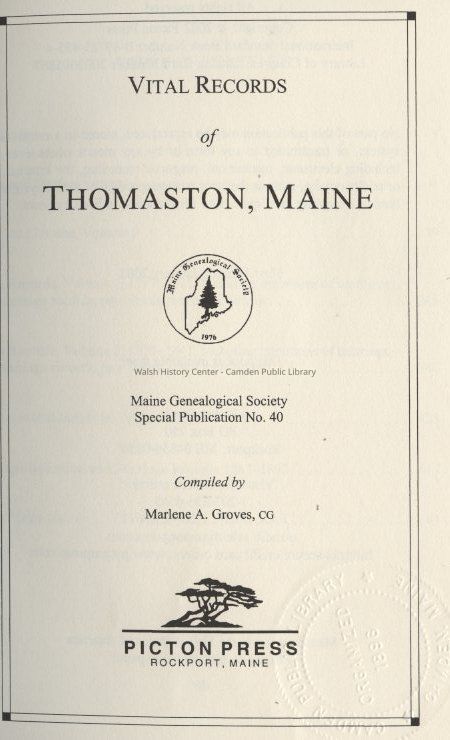 VITAL RECORDS
of
THOMASTON, MAINE
Maine Genealogical Society
1976
Walsh History Center - Camden Public Library
Maine Genealogical Society
Special Publication No. 40
Compiled by
Marlene A. Groves, CG
PICTON PRESS
ROCKPORT, MAINE